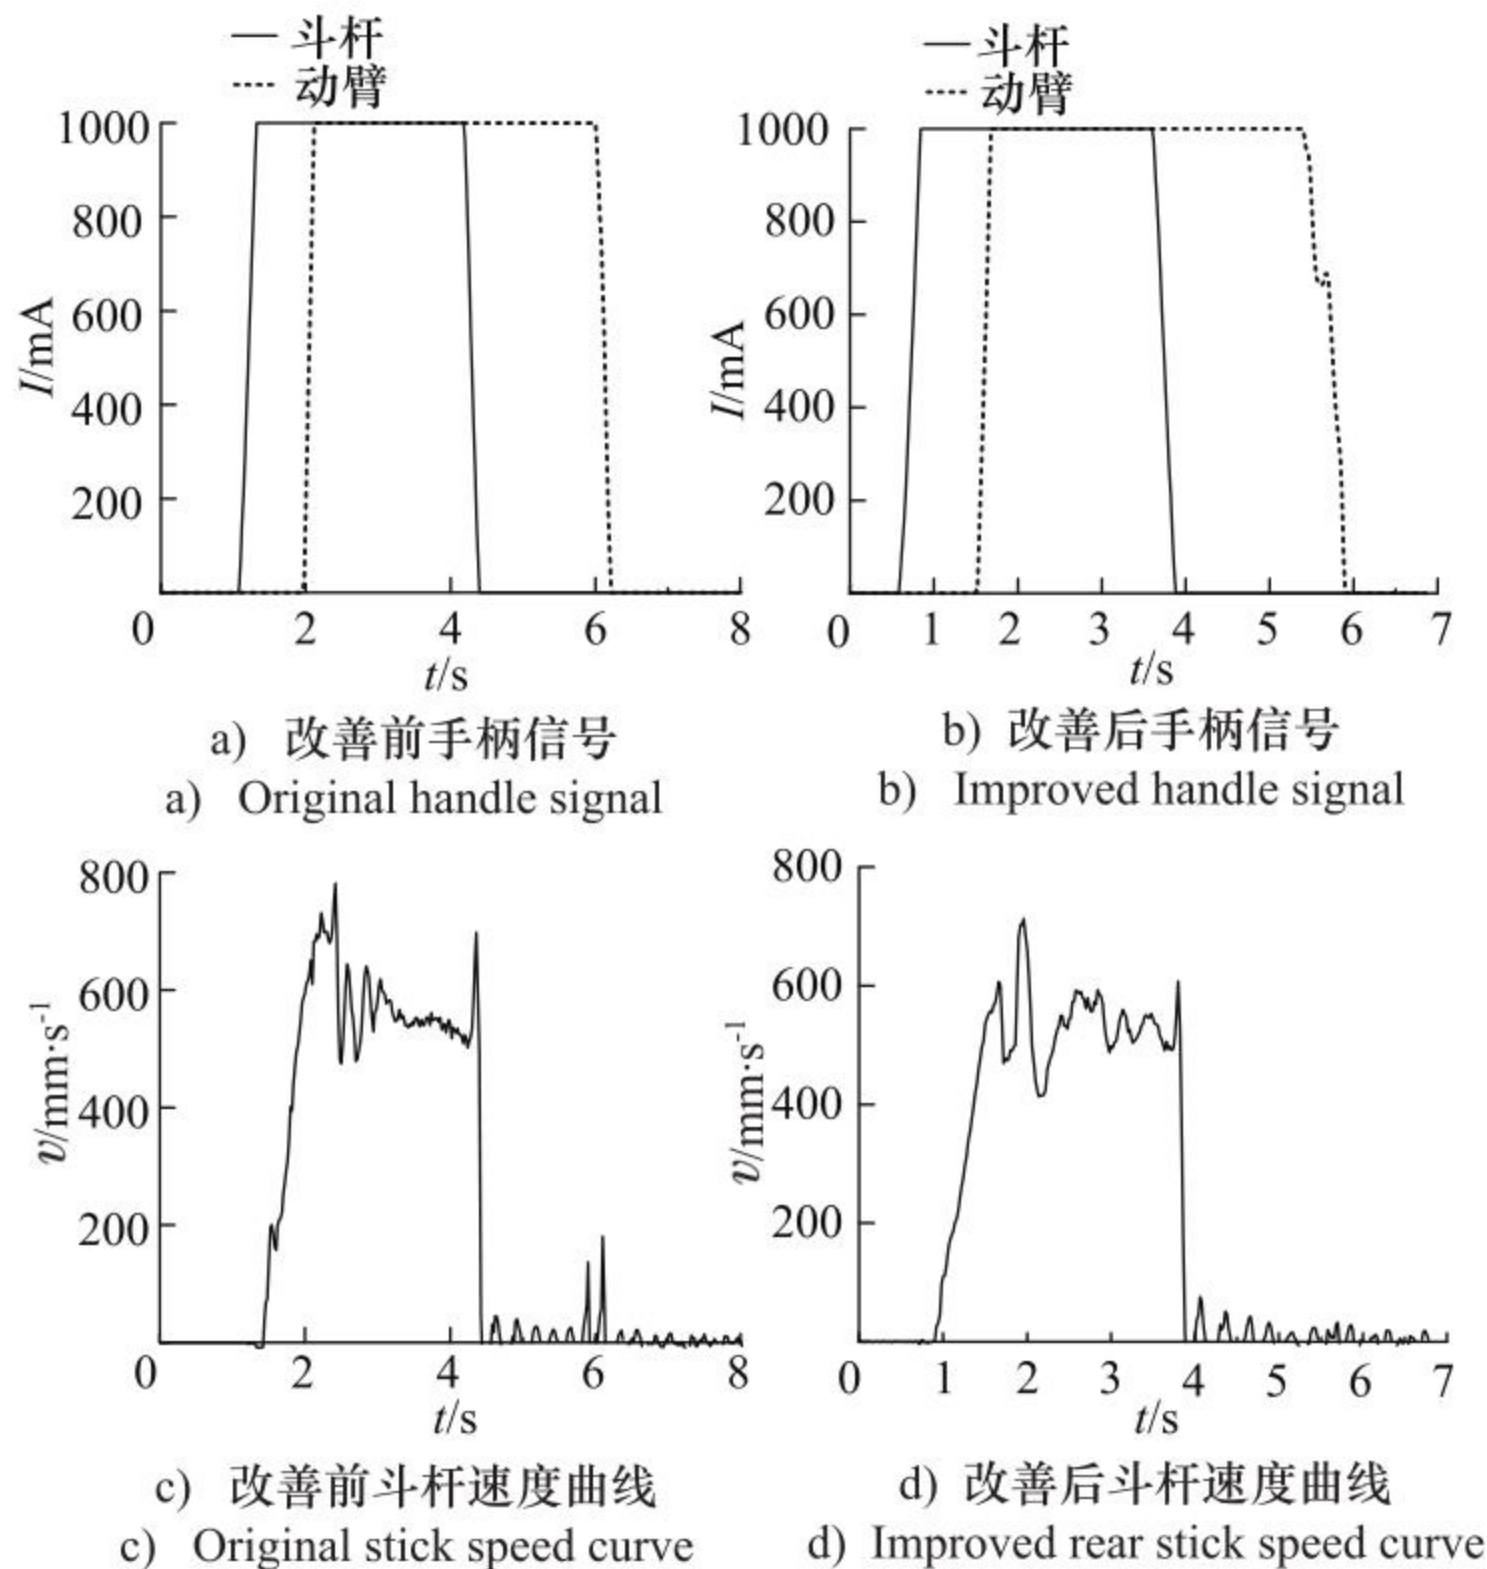 斗杆
动臂
1000
800
600
400
200
I/mA
0 2 4 6 8
t/s
a) 改善前手柄信号
a) Original handle signal
斗杆
动臂
1000
800
600
400
200
I/mA
0 1 2 3 4 5 6 7
t/s
b) 改善后手柄信号
b) Improved handle signal
800
600
400
200
v/mm·s⁻¹
0 2 4 6 8
t/s
c) 改善前斗杆速度曲线
c) Original stick speed curve
800
600
400
200
v/mm·s⁻¹
0 1 2 3 4 5 6 7
t/s
d) 改善后斗杆速度曲线
d) Improved rear stick speed curve